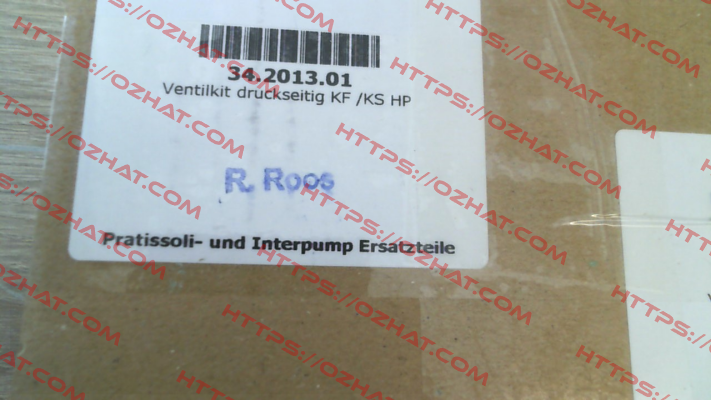 34.2013.01
Ventilkit druckseitig KF /KS HP
R. Roos
Pratissoli- und Interpump Ersatzteile
HTTPS://OZHAT.COM